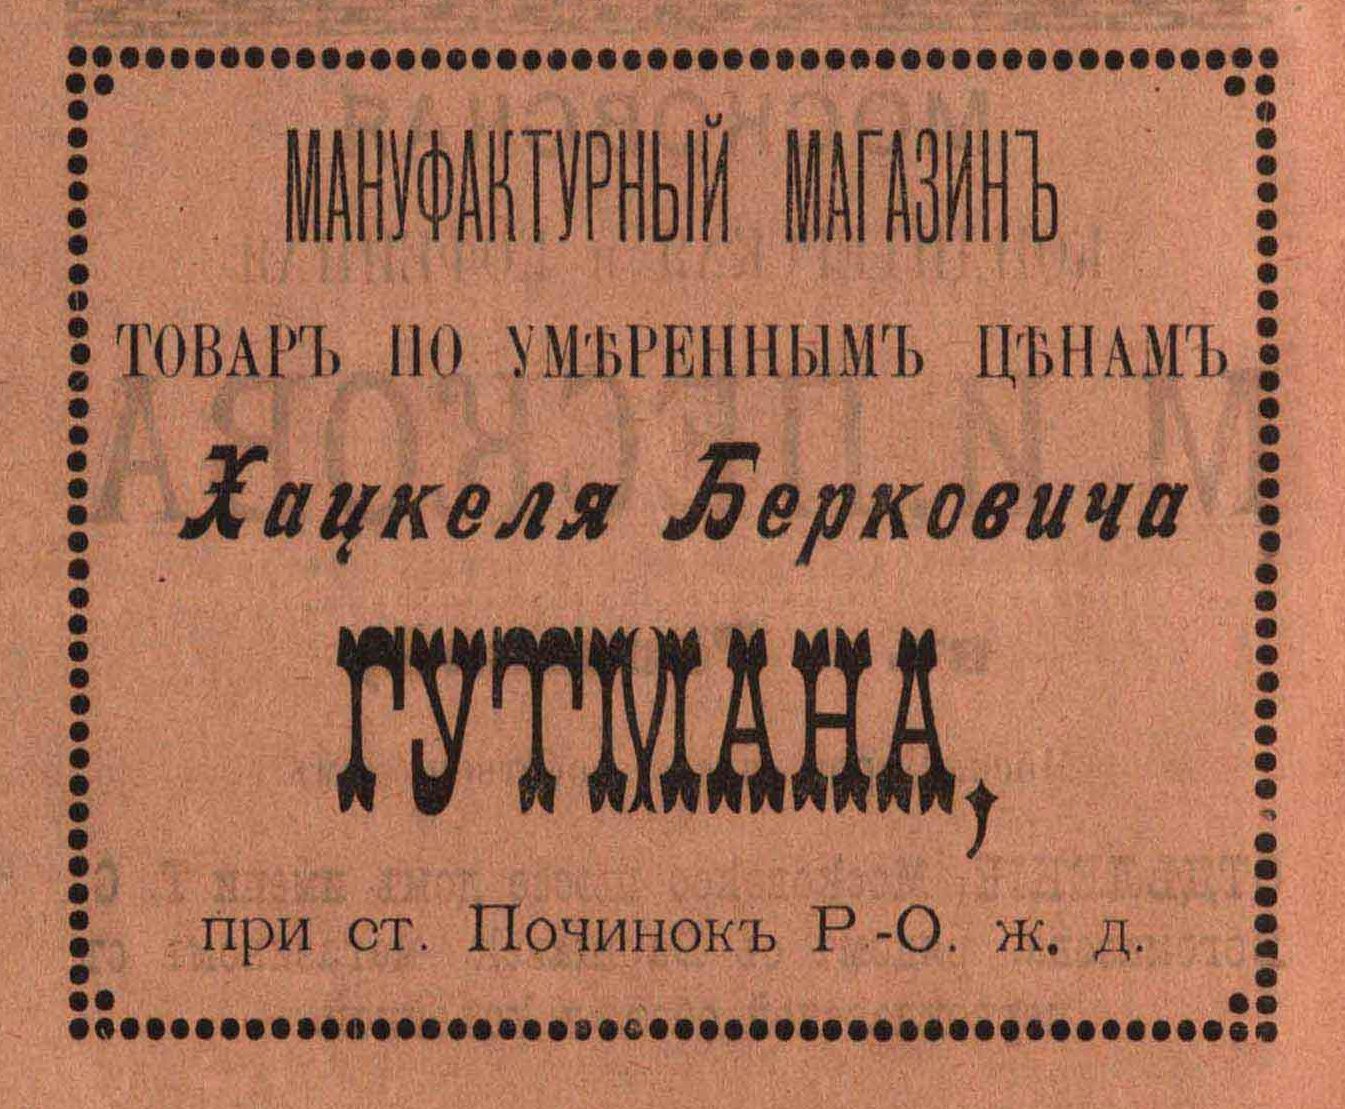 МАНУФАКТУРНЫЙ МАГАЗИНЪ
ТОВАРЪ ПО УМѢРЕННЫМЪ ЦѢНАМЪ
Хацкеля Берковича
ГУТМАНА,
при ст. Починокъ Р.-О. ж. д.